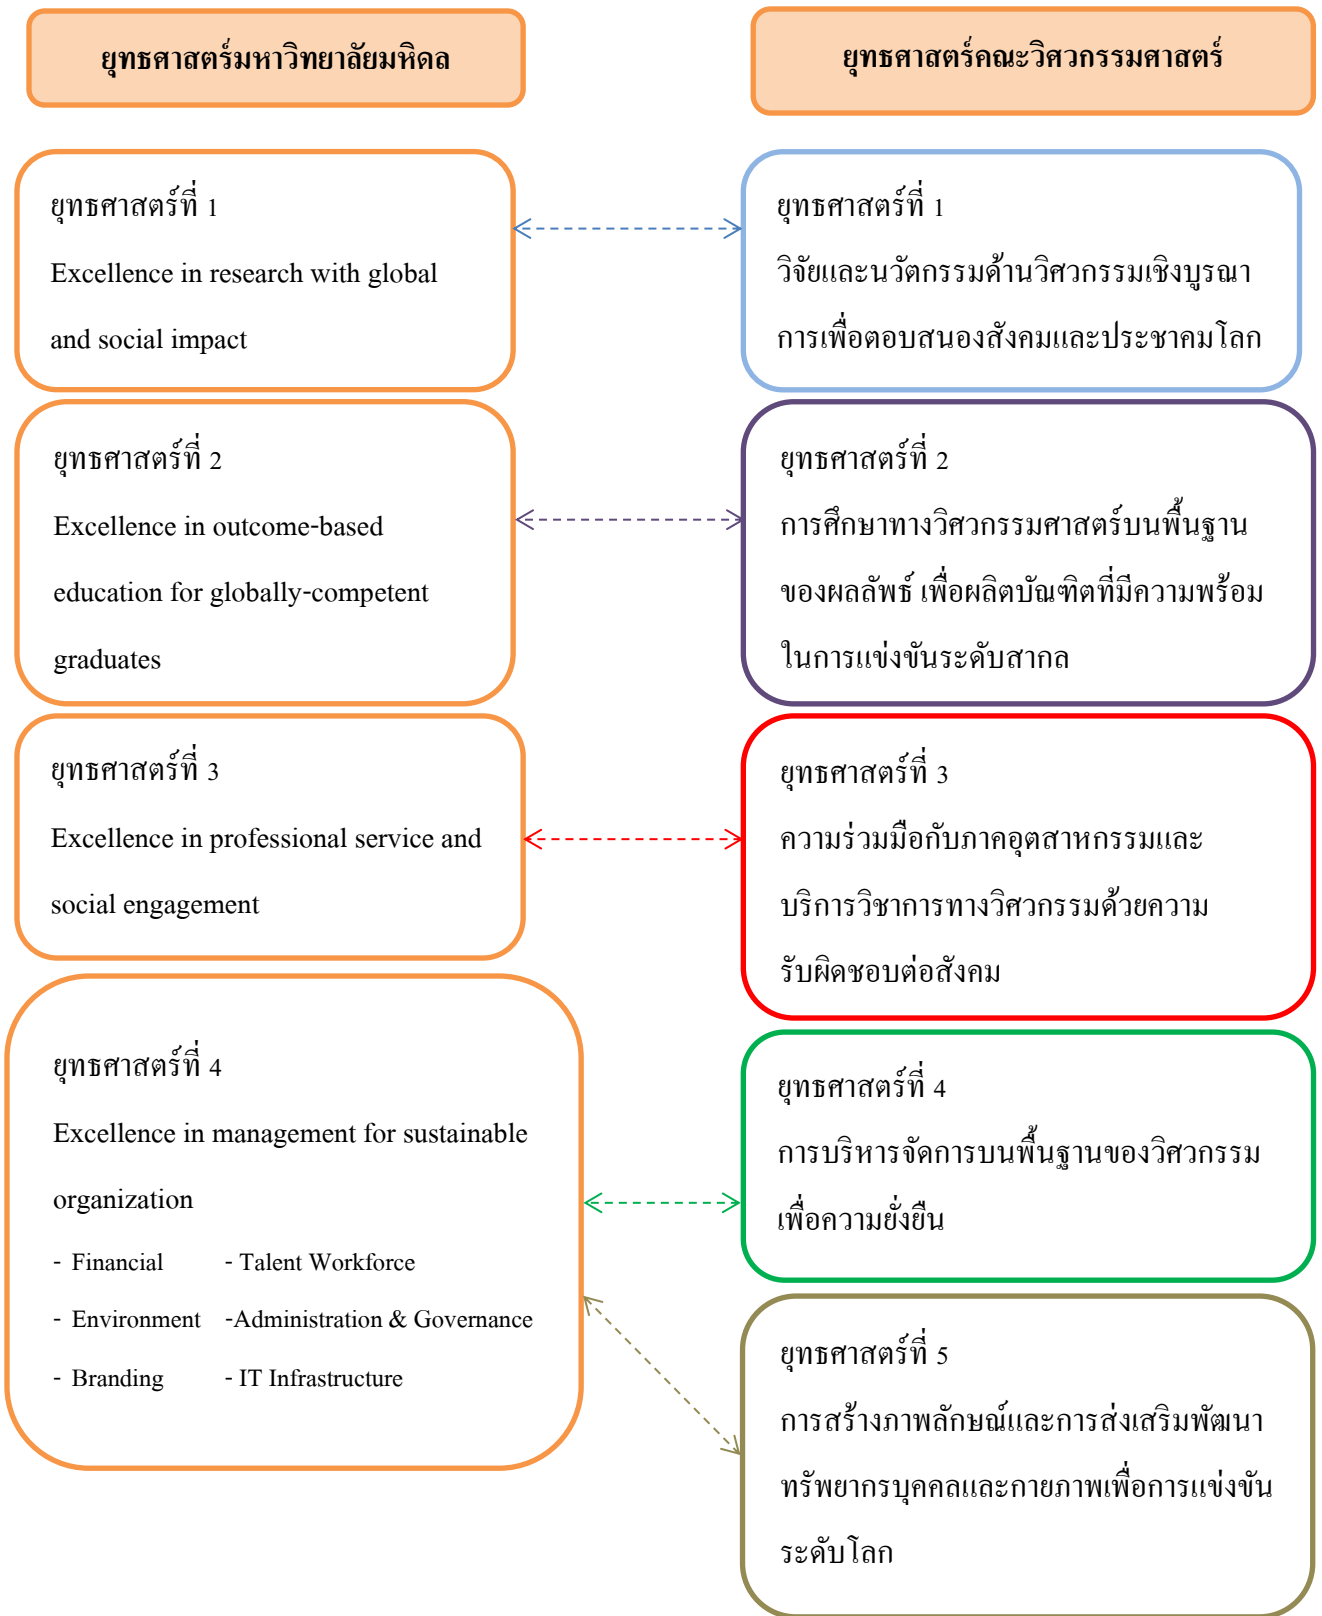 ยุทธศาสตร์มหาวิทยาลัยมหิดล
ยุทธศาสตร์คณะวิศวกรรมศาสตร์
ยุทธศาสตร์ที่ 1
Excellence in research with global
and social impact
ยุทธศาสตร์ที่ 1
วิจัยและนวัตกรรมด้านวิศวกรรมเชิงบูรณา
การเพื่อตอบสนองสังคมและประชาคมโลก
ยุทธศาสตร์ที่ 2
Excellence in outcome-based
education for globally-competent
graduates
ยุทธศาสตร์ที่ 2
การศึกษาทางวิศวกรรมศาสตร์บนพื้นฐาน
ของผลลัพธ์ เพื่อผลิตบัณฑิตที่มีความพร้อม
ในการแข่งขันระดับสากล
ยุทธศาสตร์ที่ 3
Excellence in professional service and
social engagement
ยุทธศาสตร์ที่ 3
ความร่วมมือกับภาคอุตสาหกรรมและ
บริการวิชาการทางวิศวกรรมด้วยความ
รับผิดชอบต่อสังคม
ยุทธศาสตร์ที่ 4
Excellence in management for sustainable
organization
- Financial - Talent Workforce
- Environment -Administration & Governance
- Branding - IT Infrastructure
ยุทธศาสตร์ที่ 4
การบริหารจัดการบนพื้นฐานของวิศวกรรม
เพื่อความยั่งยืน
ยุทธศาสตร์ที่ 5
การสร้างภาพลักษณ์และการส่งเสริมพัฒนา
ทรัพยากรบุคคลและกายภาพเพื่อการแข่งขัน
ระดับโลก